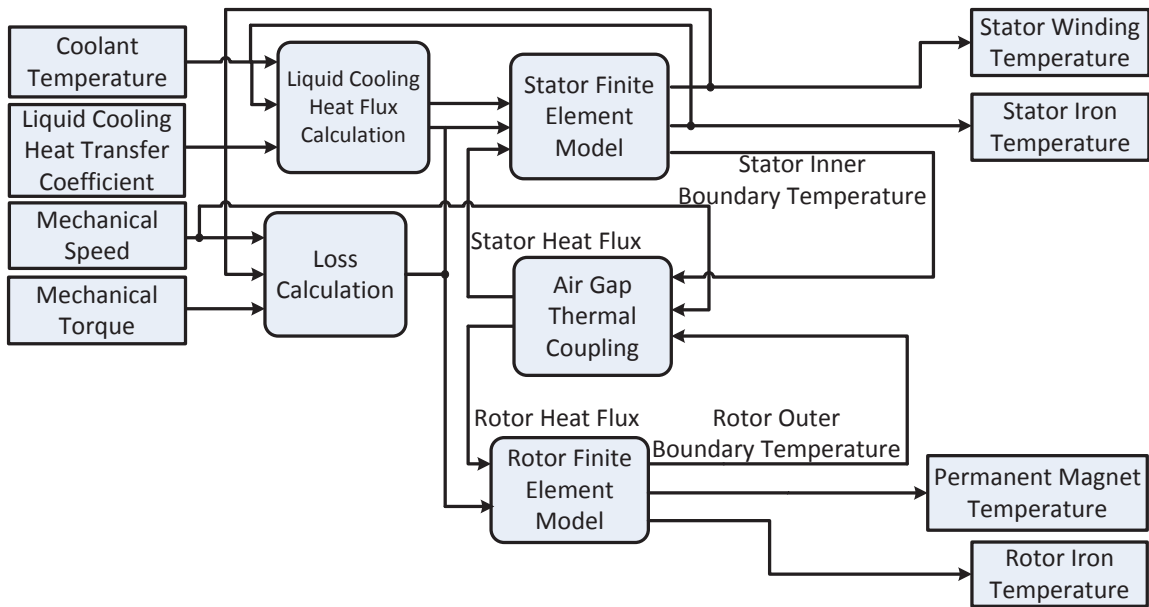 Coolant
Temperature
Liquid Cooling
Heat Transfer
Coefficient
Mechanical
Speed
Mechanical
Torque
Liquid Cooling
Heat Flux
Calculation
Loss
Calculation
Stator Finite
Element
Model
Stator Inner
Boundary Temperature
Stator Heat Flux
Air Gap
Thermal
Coupling
Rotor Heat Flux
Rotor Outer
Boundary Temperature
Rotor Finite
Element
Model
Stator Winding
Temperature
Stator Iron
Temperature
Permanent Magnet
Temperature
Rotor Iron
Temperature